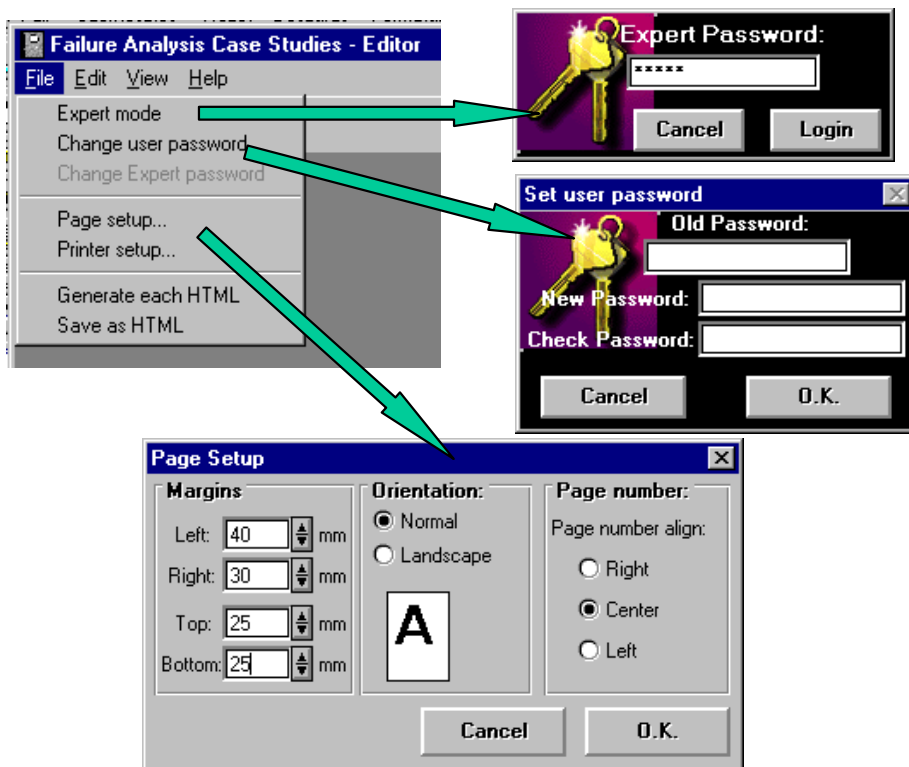 Failure Analysis Case Studies - Editor
File Edit View Help
Expert mode
Change user password
Change Expert password
Page setup...
Printer setup...
Generate each HTML
Save as HTML
Expert Password:
*****
Cancel Login
Set user password
Old Password:
New Password:
Check Password:
Cancel O.K.
Page Setup
Margins
Left: 40 mm
Right: 30 mm
Top: 25 mm
Bottom: 25 mm
Orientation:
Normal
Landscape
A
Page number:
Page number align:
Right
Center
Left
Cancel O.K.